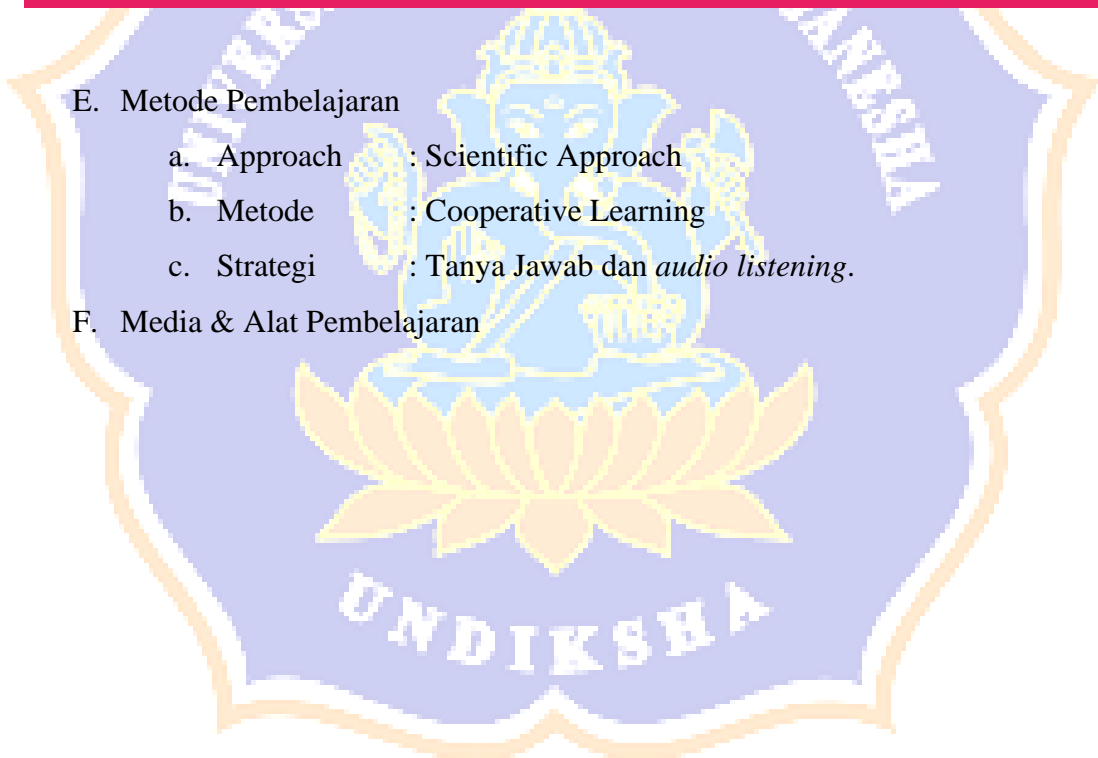 E. Metode Pembelajaran
a. Approach : Scientific Approach
b. Metode : Cooperative Learning
c. Strategi : Tanya Jawab dan audio listening.
F. Media & Alat Pembelajaran
UNDIKSHA